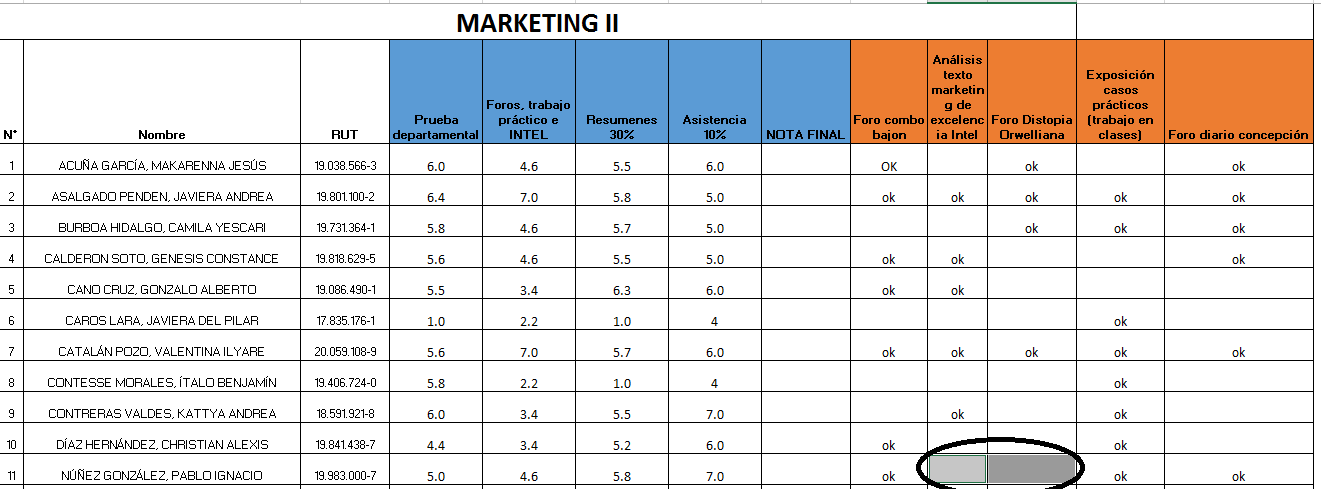 MARKETING II
N° Nombre RUT Prueba departamental Foros, trabajo práctico e INTEL Resumenes 30% Asistencia 10% NOTA FINAL Foro combo bajon Análisis texto marketin g de excelenc ia Intel Foro Distopia Orwelliana Exposición casos prácticos (trabajo en clases) Foro diario concepción
1 ACUÑA GARCÍA, MAKARENNA JESÚS 19.038.566-3 6.0 4.6 5.5 6.0 OK ok ok
2 ASALGADO PENDEN, JAVIERA ANDREA 19.801.100-2 6.4 7.0 5.8 5.0 ok ok ok ok ok
3 BURBOA HIDALGO, CAMILA YESCARI 19.731.364-1 5.8 4.6 5.7 5.0 ok ok ok
4 CALDERON SOTO, GENESIS CONSTANCE 19.818.629-5 5.6 4.6 5.5 5.0 ok ok ok
5 CANO CRUZ, GONZALO ALBERTO 19.086.490-1 5.5 3.4 6.3 6.0 ok ok
6 CAROS LARA, JAVIERA DEL PILAR 17.835.176-1 1.0 2.2 1.0 4 ok
7 CATALÁN POZO, VALENTINA ILYARE 20.059.108-9 5.6 7.0 5.7 6.0 ok ok ok ok ok
8 CONTESSE MORALES, ÍTALO BENJAMÍN 19.406.724-0 5.8 2.2 1.0 4 ok
9 CONTRERAS VALDES, KATTYA ANDREA 18.591.921-8 6.0 3.4 5.5 7.0 ok ok
10 DÍAZ HERNÁNDEZ, CHRISTIAN ALEXIS 19.841.438-7 4.4 3.4 5.2 6.0 ok ok
11 NÚÑEZ GONZÁLEZ, PABLO IGNACIO 19.983.000-7 5.0 4.6 5.8 7.0 ok ok ok